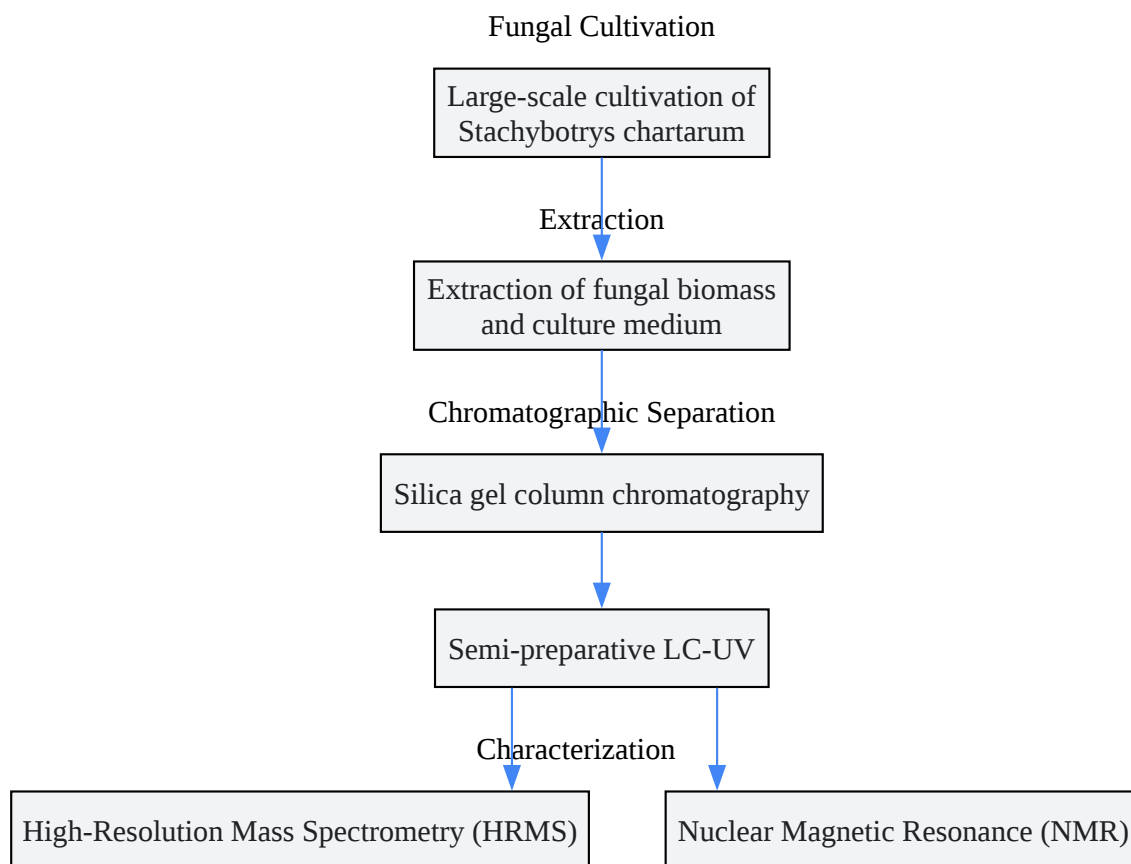 Fungal Cultivation
Large-scale cultivation of
Stachybotrys chartarum
Extraction
Extraction of fungal biomass
and culture medium
Chromatographic Separation
Silica gel column chromatography
Semi-preparative LC-UV
Characterization
High-Resolution Mass Spectrometry (HRMS)
Nuclear Magnetic Resonance (NMR)